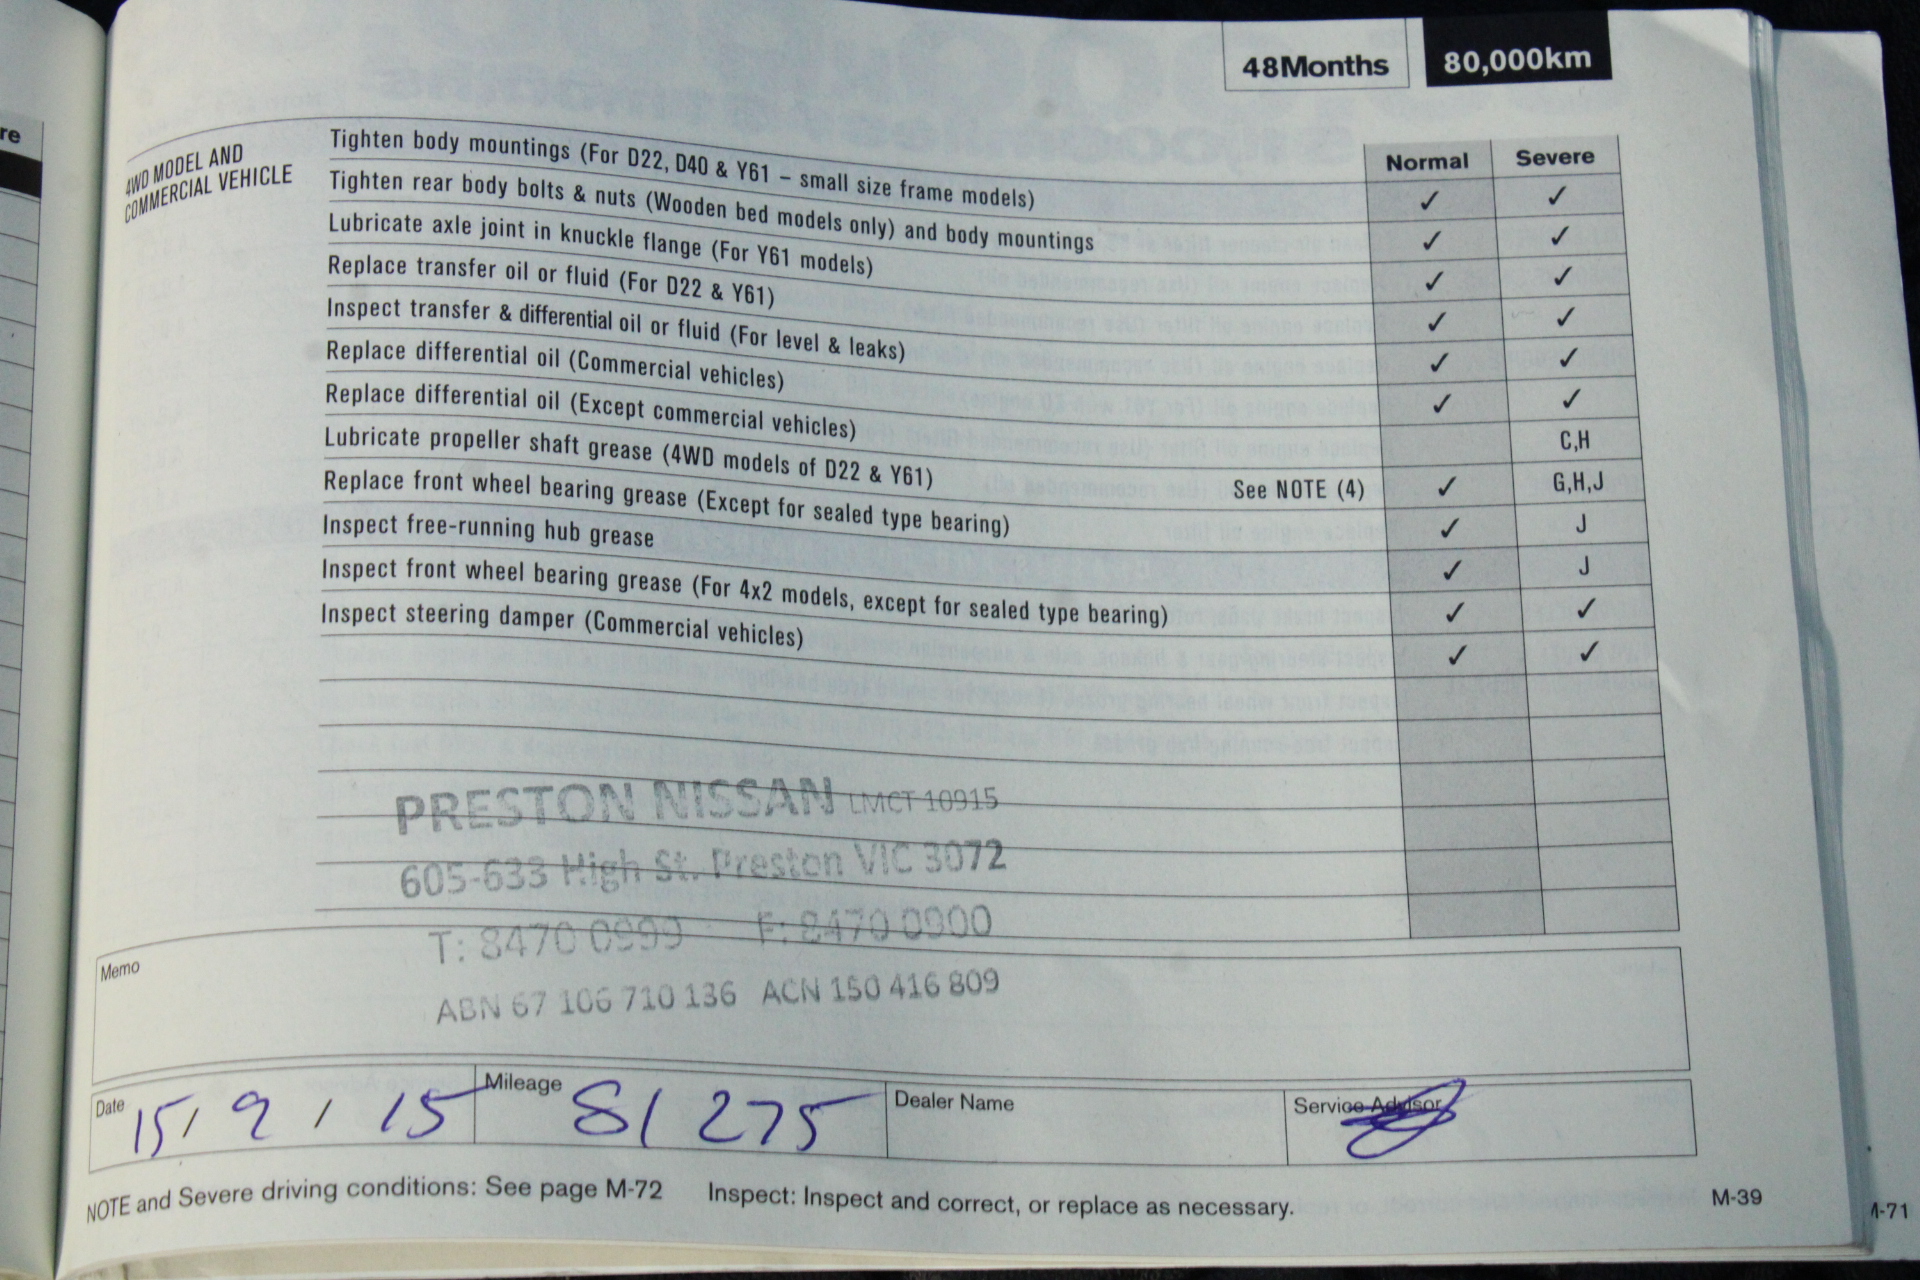 re
48Months 80,000km
Normal Severe
4WD MODEL AND
COMMERCIAL VEHICLE
Tighten body mountings (For D22, D40 & Y61 – small size frame models) ✓ ✓
Tighten rear body bolts & nuts (Wooden bed models only) and body mountings ✓ ✓
Lubricate axle joint in knuckle flange (For Y61 models) ✓ ✓
Replace transfer oil or fluid (For D22 & Y61) ✓ ✓
Inspect transfer & differential oil or fluid (For level & leaks) ✓ ✓
Replace differential oil (Commercial vehicles) ✓ ✓
Replace differential oil (Except commercial vehicles) C,H
Lubricate propeller shaft grease (4WD models of D22 & Y61) See NOTE (4) ✓ G,H,J
Replace front wheel bearing grease (Except for sealed type bearing) ✓ J
Inspect free-running hub grease ✓ J
Inspect front wheel bearing grease (For 4x2 models, except for sealed type bearing) ✓ ✓
Inspect steering damper (Commercial vehicles) ✓ ✓
PRESTON NISSAN LMCT 10915
605-633 High St. Preston VIC 3072
T: 8470 0999 F: 8470 0900
Memo
ABN 67 106 710 136 ACN 150 416 809
Date 15/9/15 Mileage 81 275 Dealer Name Service Advisor
NOTE and Severe driving conditions: See page M-72 Inspect: Inspect and correct, or replace as necessary. M-39
M-71